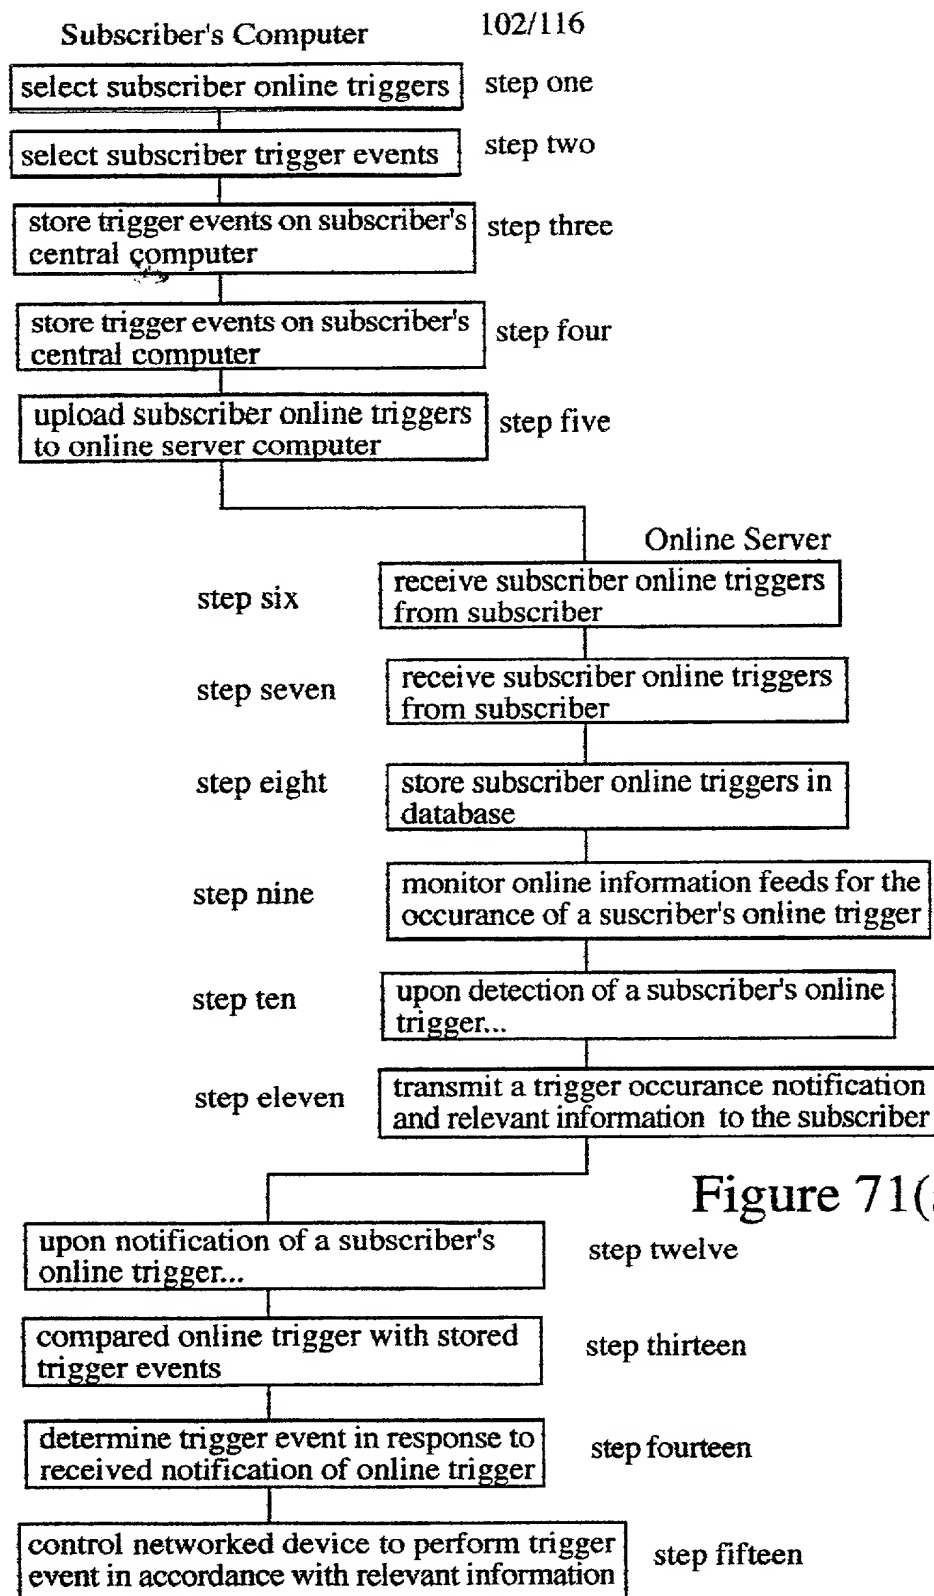 102/116
Subscriber's Computer
select subscriber online triggers
step one
select subscriber trigger events
step two
store trigger events on subscriber's
central computer
step three
store trigger events on subscriber's
central computer
step four
upload subscriber online triggers
to online server computer
step five
Online Server
step six
receive subscriber online triggers
from subscriber
step seven
receive subscriber online triggers
from subscriber
step eight
store subscriber online triggers in
database
step nine
monitor online information feeds for the
occurance of a suscriber's online trigger
step ten
upon detection of a subscriber's online
trigger...
step eleven
transmit a trigger occurance notification
and relevant information to the subscriber
Figure 71(
upon notification of a subscriber's
online trigger...
step twelve
compared online trigger with stored
trigger events
step thirteen
determine trigger event in response to
received notification of online trigger
step fourteen
control networked device to perform trigger
event in accordance with relevant information
step fifteen